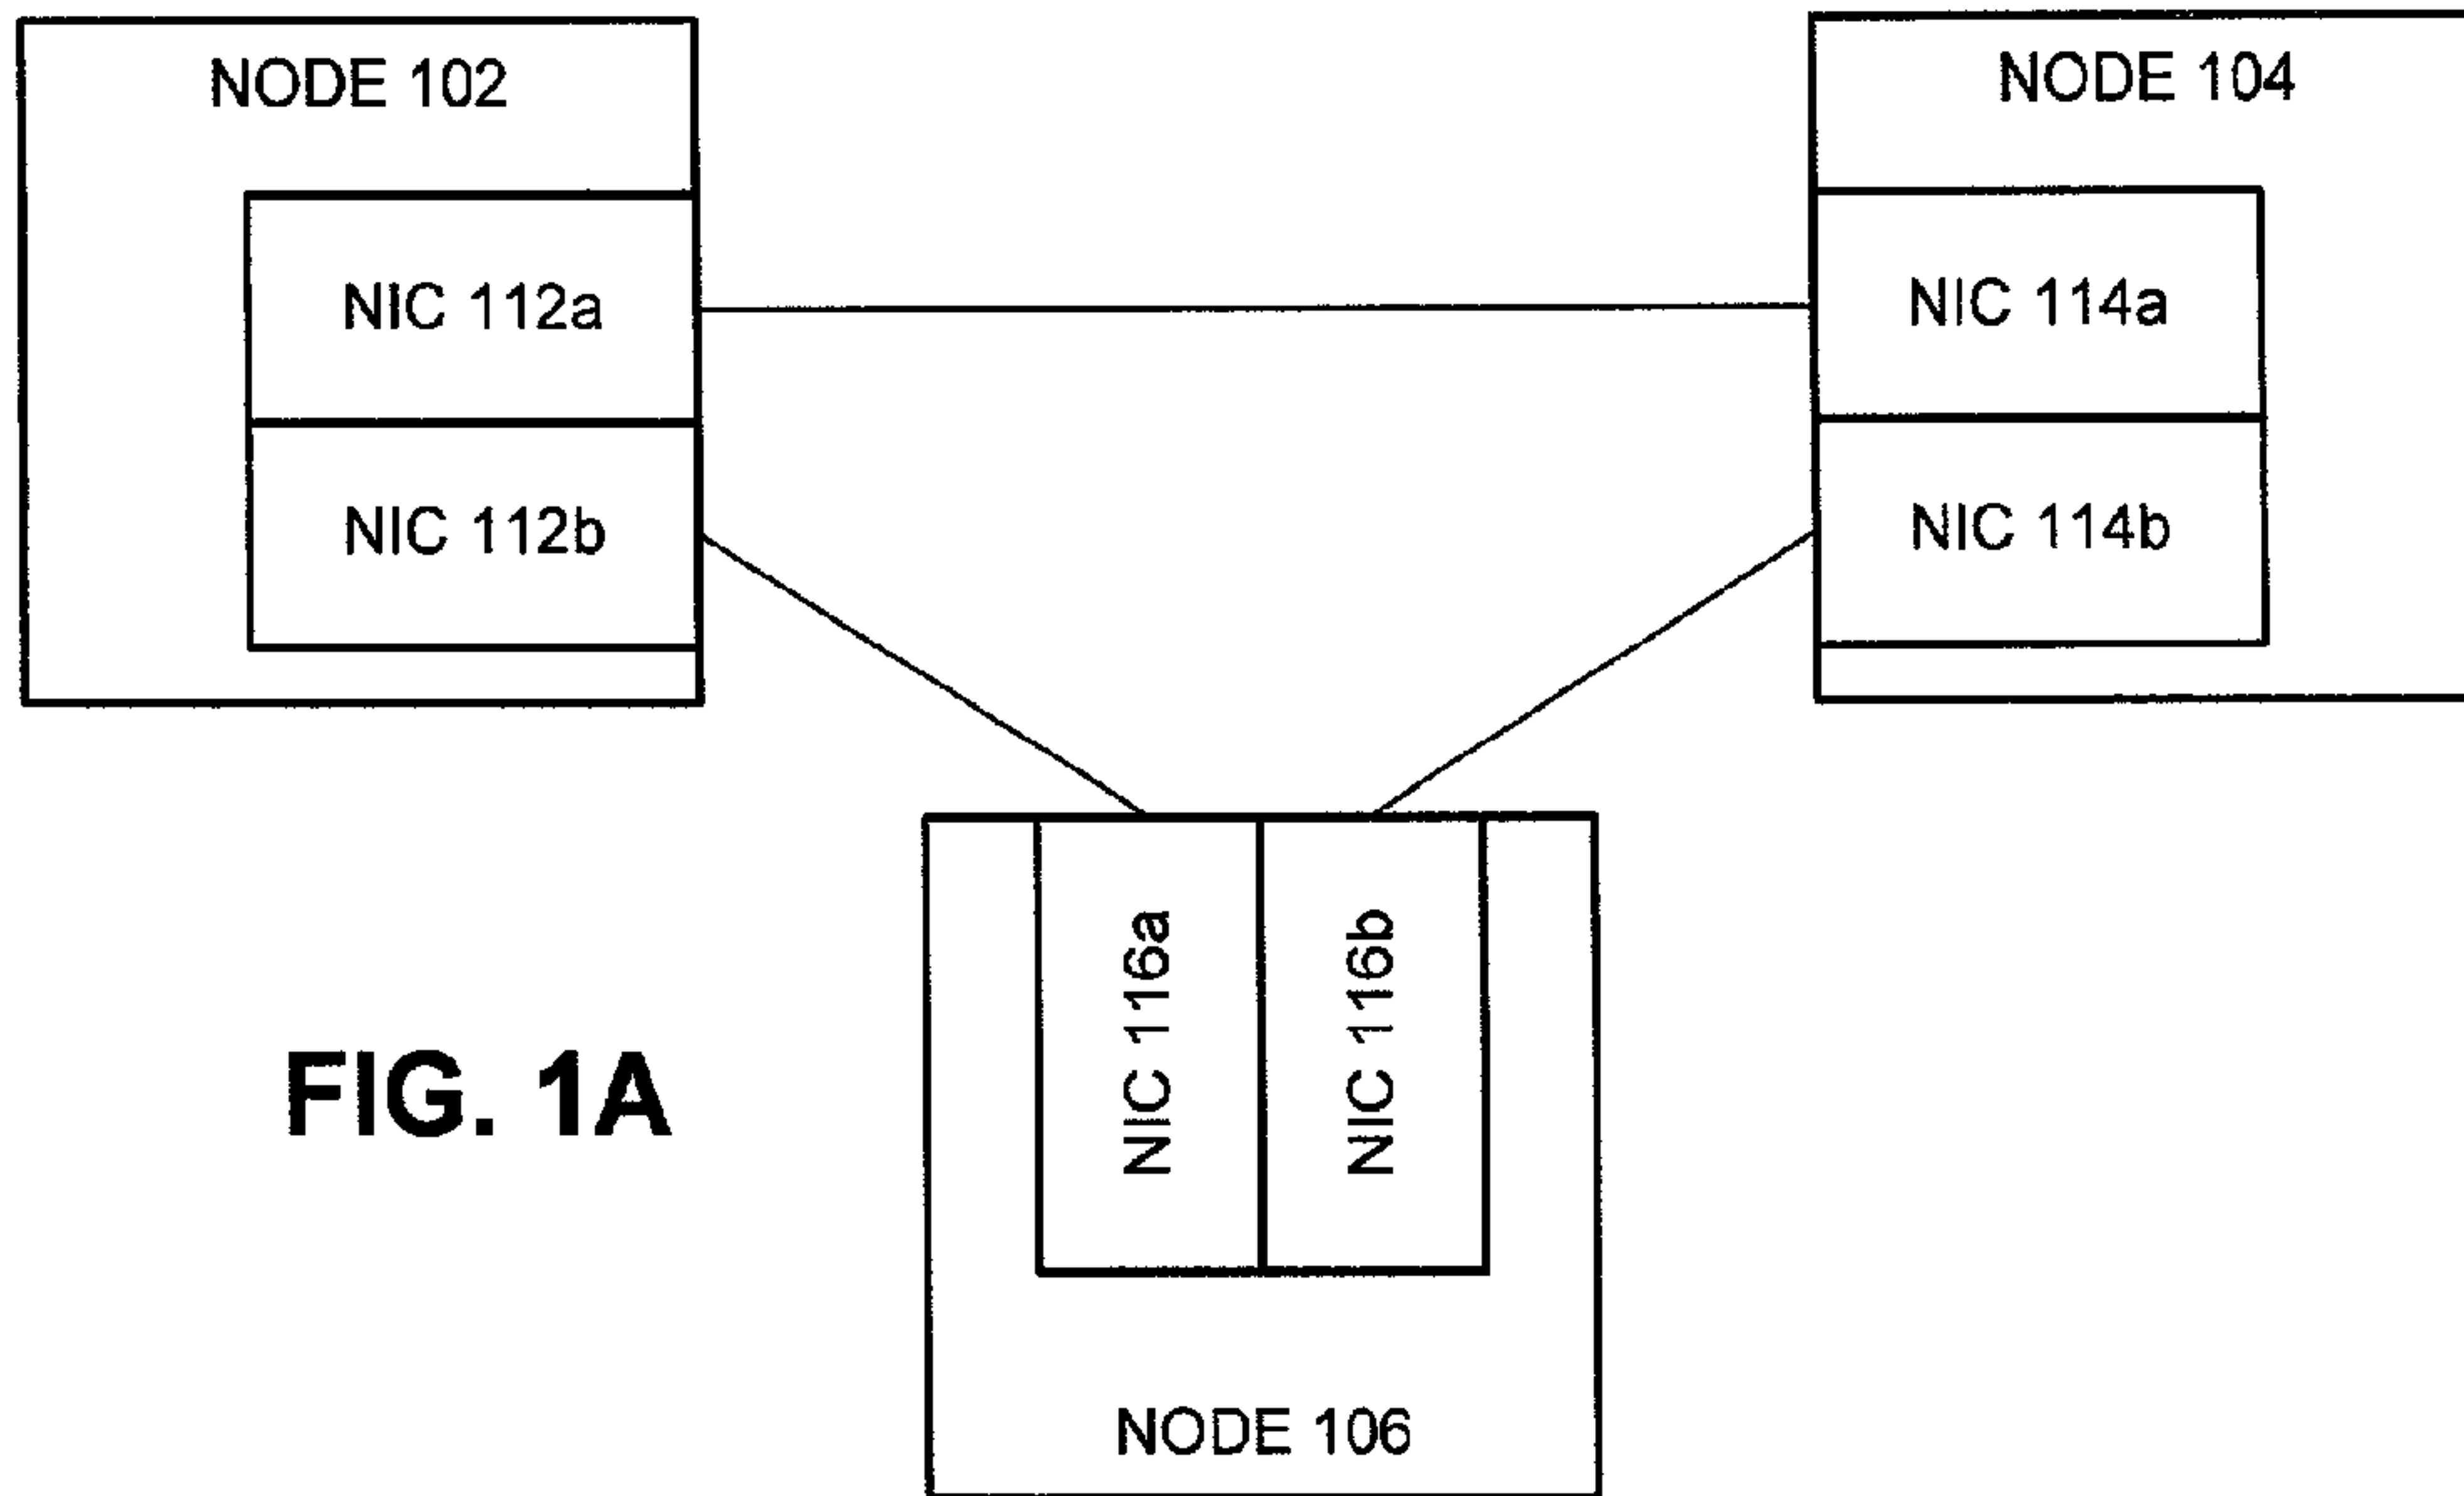 NODE 102
NODE 104
NIC 112a
NIC 114a
NIC 112b
NIC 114b
NIC 116a
NIC 116b
FIG. 1A
NODE 106